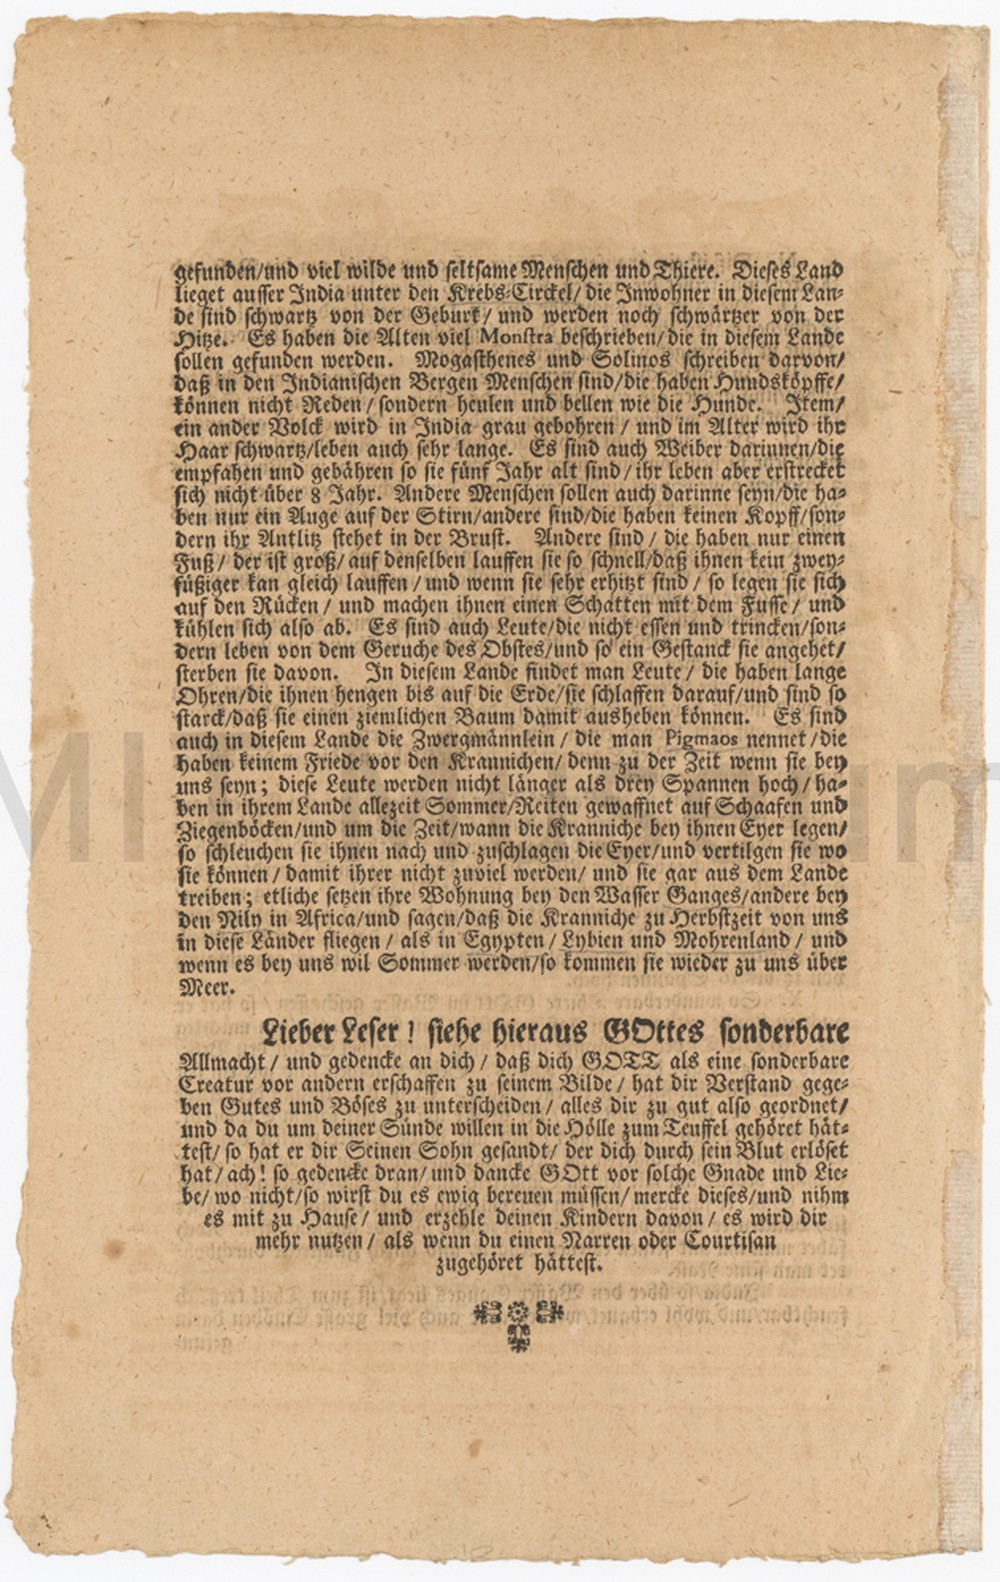 gefunden/und viel wilde und seltsame Menschen und Thiere. Dieses Land
lieget ausser India unter den Krebs-Circkel/ die Inwohner in diesem Lan-
de sind schwartz von der Geburt/ und werden noch schwärtzer von der
Hitze. Es haben die Alten viel Monstra beschrieben/die in diesem Lande
sollen gefunden werden. Mogasthenes und Solinos schreiben darvon/
daß in den Indianischen Bergen Menschen sind/die haben Hundsköpffe/
können nicht Reden/ sondern heulen und bellen wie die Hunde. Item/
ein ander Volck wird in India grau gebohren/ und im Alter wird ihr
Haar schwartz/leben auch sehr lange. Es sind auch Weiber darinnen/die
empfahen und gebähren so sie fünf Jahr alt sind/ihr leben aber erstrecket
sich nicht über 8 Jahr. Andere Menschen sollen auch darinne seyn/die ha-
ben nur ein Auge auf der Stirn/andere sind/die haben keinen Kopff/son-
dern ihr Antlitz stehet in der Brust. Andere sind/ die haben nur einen
Fuß/ der ist groß/auf denselben lauffen sie so schnell/daß ihnen kein zwey-
füßiger kan gleich lauffen/und wenn sie sehr erhitzt sind/ so legen sie sich
auf den Rücken/ und machen ihnen einen Schatten mit dem Fusse/ und
kühlen sich also ab. Es sind auch Leute/die nicht essen und trincken/son-
dern leben von dem Geruche des Obstes/und so ein Gestanck sie angehet/
sterben sie davon. In diesem Lande findet man Leute/ die haben lange
Ohren/die ihnen hengen bis auf die Erde/sie schlaffen darauf/und sind so
starck/daß sie einen ziemlichen Baum damit ausheben können. Es sind
auch in diesem Lande die Zwergmännlein/ die man Pigmaos nennet/die
haben keinem Friede vor den Krannichen/denn zu der Zeit wenn sie bey
uns seyn; diese Leute werden nicht länger als drey Spannen hoch/ha-
ben in ihrem Lande allezeit Sommer/Reiten gewaffnet auf Schaafen und
Ziegenböcken/und um die Zeit/wann die Kranniche bey ihnen Eyer legen/
so schleuchen sie ihnen nach und zuschlagen die Eyer/und vertilgen sie wo
sie können/damit ihrer nicht zuviel werden/ und sie gar aus dem Lande
treiben; etliche setzen ihre Wohnung bey den Wasser Ganges/andere bey
den Nily in Africa/und sagen/daß die Kranniche zu Herbstzeit von uns
in diese Länder fliegen/ als in Egypten/ Lybien und Mohrenland/ und
wenn es bey uns wil Sommer werden/so kommen sie wieder zu uns über
Meer.
Lieber Leser! siehe hieraus GOttes sonderbare
Allmacht/ und gedencke an dich/ daß dich GOTT als eine sonderbare
Creatur vor andern erschaffen zu seinem Bilde/ hat dir Verstand gege-
ben Gutes und Böses zu unterscheiden/ alles dir zu gut also geordnet/
und da du um deiner Sünde willen in die Hölle zum Teuffel gehöret hät-
test/ so hat er dir Seinen Sohn gesandt/ der dich durch sein Blut erlöset
hat/ach! so gedencke dran/und dancke GOtt vor solche Gnade und Lie-
be/ wo nicht/so wirst du es ewig bereuen müssen/mercke dieses/und nihm
es mit zu Hause/ und erzehle deinen Kindern davon/ es wird dir
mehr nutzen/ als wenn du einen Narren oder Courtisan
zugehöret hättest.